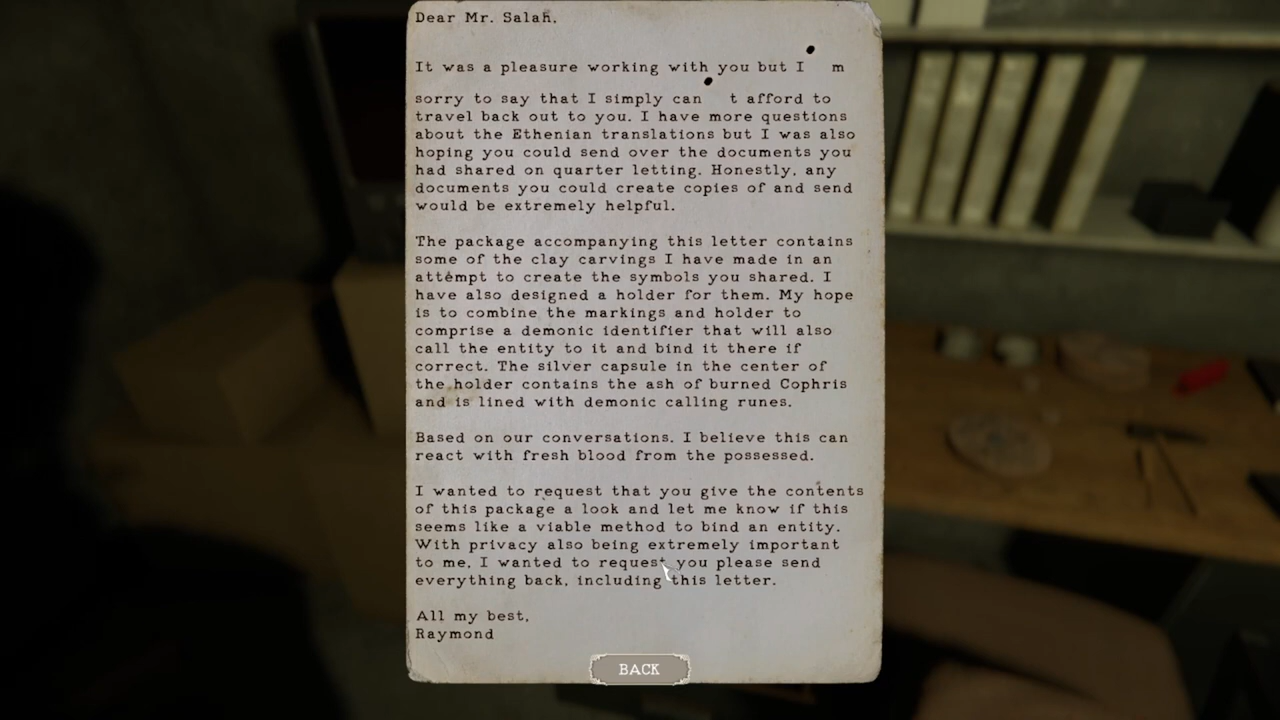 Dear Mr. Salah,
It was a pleasure working with you but I m
sorry to say that I simply can t afford to
travel back out to you. I have more questions
about the Ethenian translations but I was also
hoping you could send over the documents you
had shared on quarter letting. Honestly, any
documents you could create copies of and send
would be extremely helpful.
The package accompanying this letter contains
some of the clay carvings I have made in an
attempt to create the symbols you shared. I
have also designed a holder for them. My hope
is to combine the markings and holder to
comprise a demonic identifier that will also
call the entity to it and bind it there if
correct. The silver capsule in the center of
the holder contains the ash of burned Cophris
and is lined with demonic calling runes.
Based on our conversations, I believe this can
react with fresh blood from the possessed.
I wanted to request that you give the contents
of this package a look and let me know if this
seems like a viable method to bind an entity.
With privacy also being extremely important
to me, I wanted to request you please send
everything back, including this letter.
All my best,
Raymond
BACK